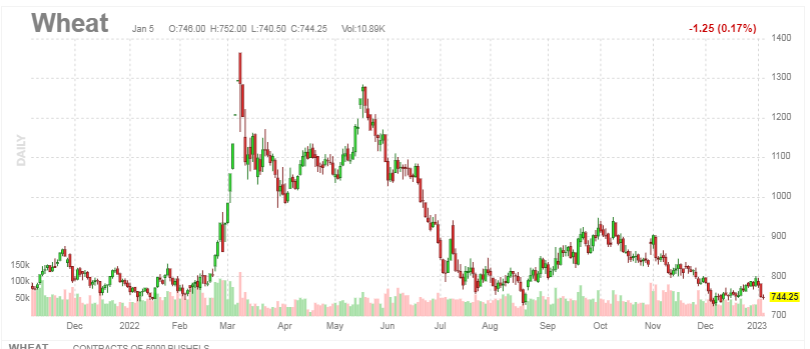 Wheat Jan 5 O:746.00 H:752.00 L:740.50 C:744.25 Vol:10.89K -1.25 (0.17%)
1400
1300
1200
DAILY
1100
1000
900
150k
800
100k
744.25
50k
700
Dec 2022 Feb Mar Apr May Jun Jul Aug Sep Oct Nov Dec 2023
WHEAT CONTRACTS OF 5000 BUSHELS